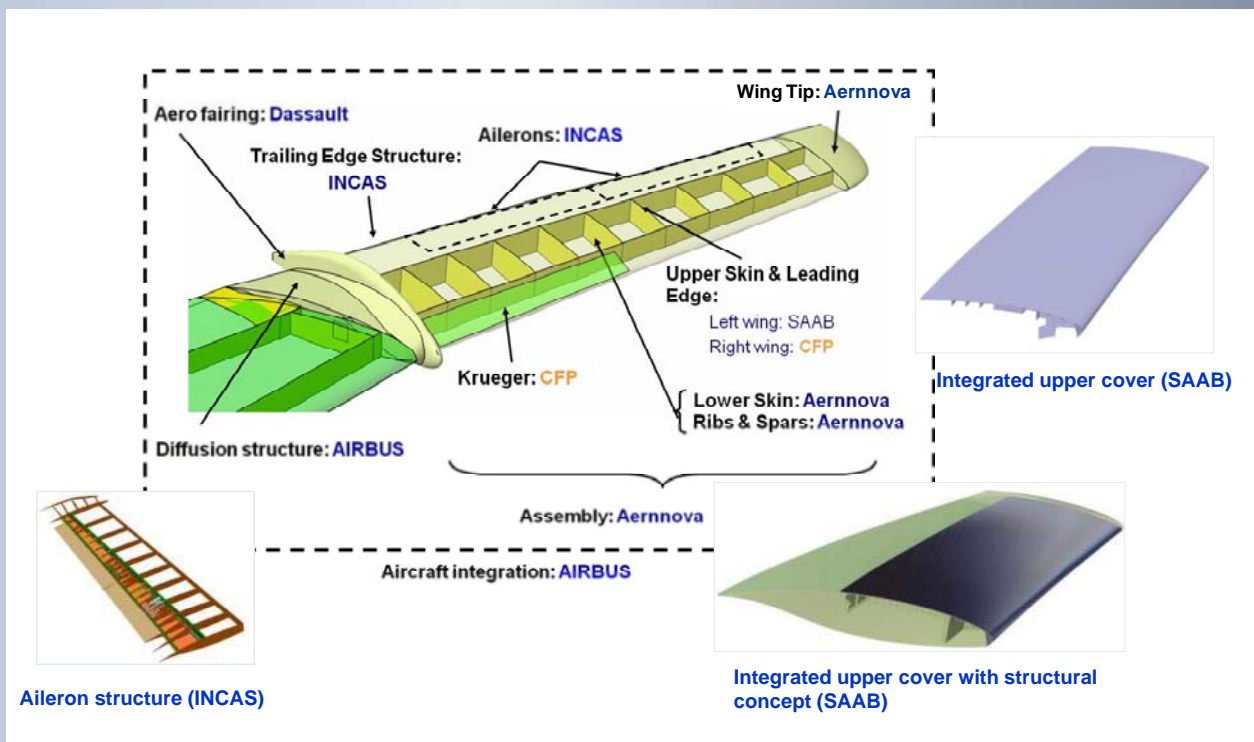 Wing Tip: Aernnova
Aero fairing: Dassault
Ailerons: INCAS
Trailing Edge Structure:
INCAS
Upper Skin & Leading
Edge:
Left wing: SAAB
Right wing: CFP
Krueger: CFP
Integrated upper cover (SAAB)
Lower Skin: Aernnova
Ribs & Spars: Aernnova
Diffusion structure: AIRBUS
Assembly: Aernnova
Aircraft integration: AIRBUS
Integrated upper cover with structural
concept (SAAB)
Aileron structure (INCAS)